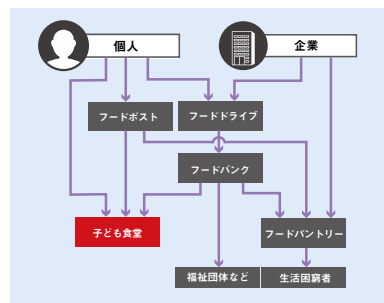 個人
企業
フードポスト
フードドライブ
フードバンク
子ども食堂
フードパントリー
福祉団体など
生活困窮者